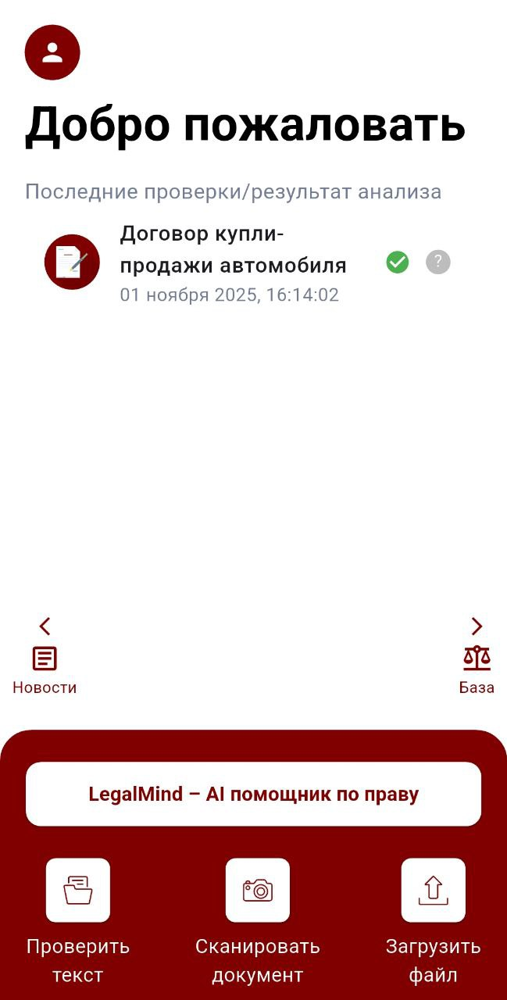 Добро пожаловать
Последние проверки/результат анализа
Договор купли-
продажи автомобиля
01 ноября 2025, 16:14:02
?
Новости
База
LegalMind – AI помощник по праву
Проверить
текст
Сканировать
документ
Загрузить
файл